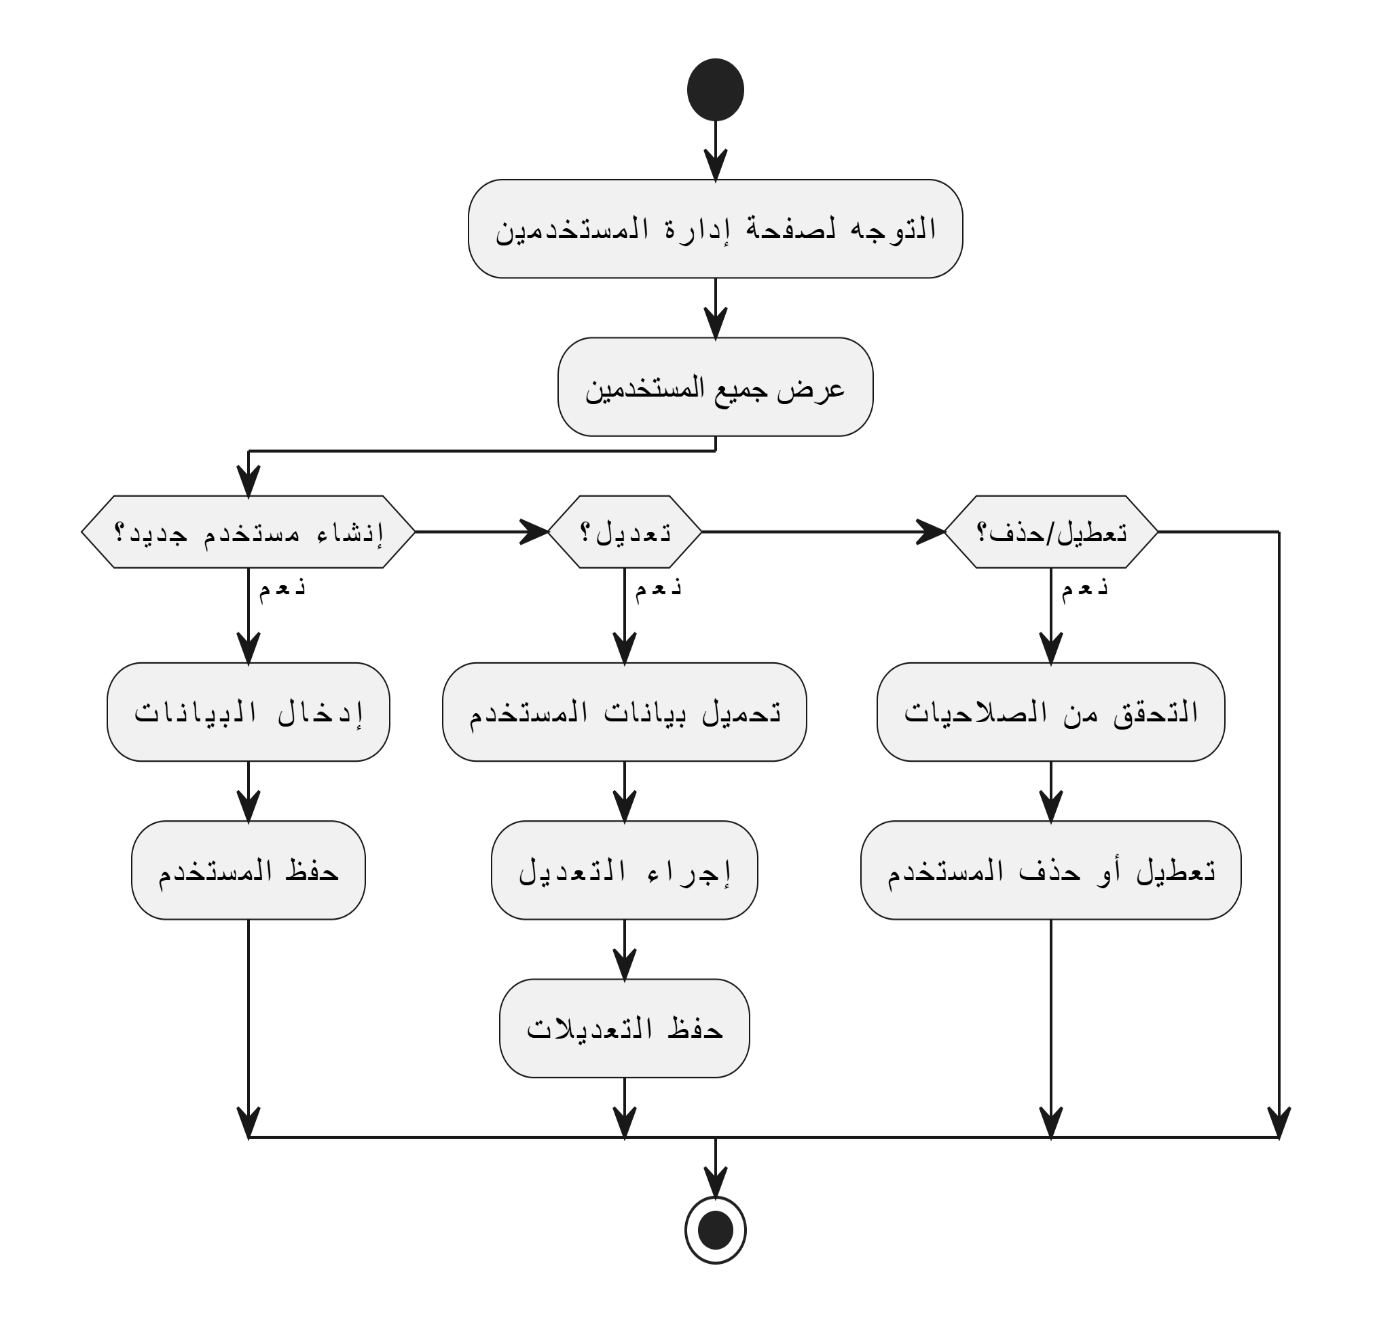 التوجه لصفحة إدارة المستخدمين
عرض جميع المستخدمين
إنشاء مستخدم جديد؟
نعم
إدخال البيانات
حفظ المستخدم
تعديل؟
نعم
تحميل بيانات المستخدم
إجراء التعديل
حفظ التعديلات
تعطيل/حذف؟
نعم
التحقق من الصلاحيات
تعطيل أو حذف المستخدم